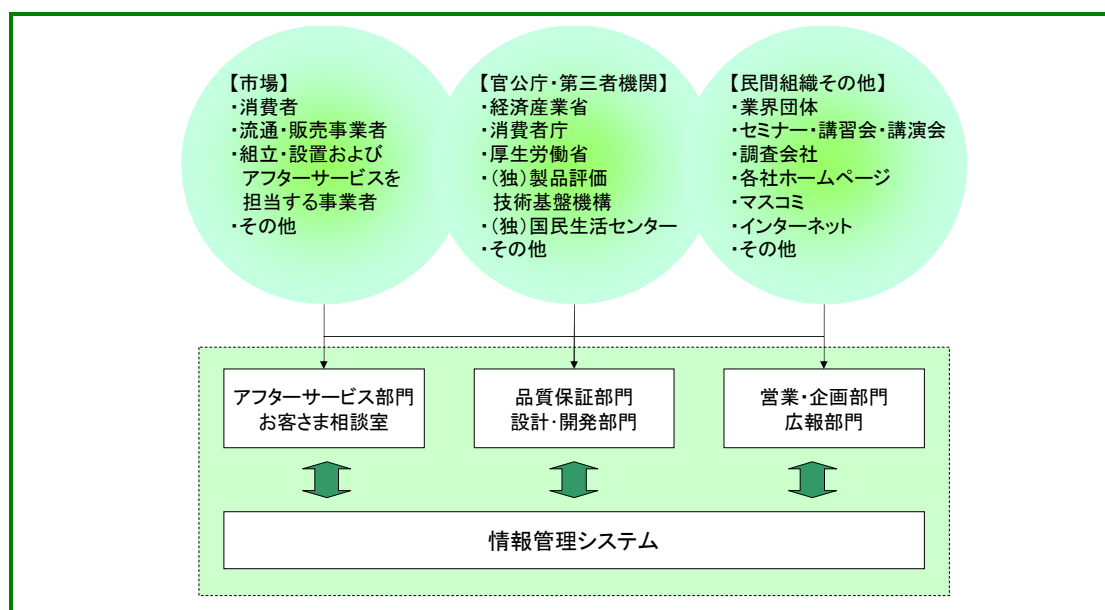 【市場】
・消費者
・流通・販売事業者
・組立・設置および
アフターサービスを
担当する事業者
・その他
【官公庁・第三者機関】
・経済産業省
・消費者庁
・厚生労働省
・(独)製品評価
技術基盤機構
・(独)国民生活センター
・その他
【民間組織その他】
・業界団体
・セミナー・講習会・講演会
・調査会社
・各社ホームページ
・マスコミ
・インターネット
・その他
アフターサービス部門
お客さま相談室
品質保証部門
設計・開発部門
営業・企画部門
広報部門
情報管理システム